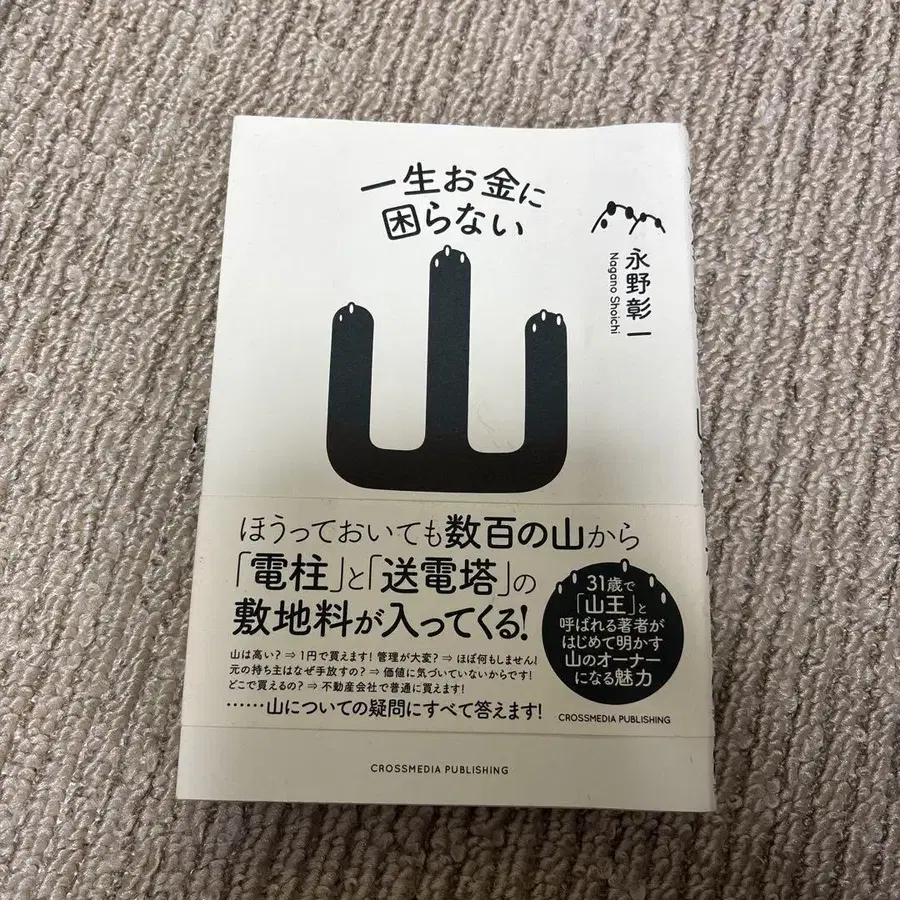 一生お金に
困らない
山
永野彰一
Nagano Shoichi
ほうっておいても数百の山から
「電柱」と「送電塔」の
敷地料が入ってくる!
山は高い? ⇒ 1円で買えます! 管理が大変? ⇒ ほぼ何もしません!
元の持ち主はなぜ手放すの? ⇒ 価値に気づいていないからです!
どこで買えるの? ⇒ 不動産会社で普通に買えます!
……山についての疑問にすべて答えます!
31歳で
「山王」と
呼ばれる著者が
はじめて明かす
山のオーナー
になる魅力
CROSSMEDIA PUBLISHING
CROSSMEDIA PUBLISHING